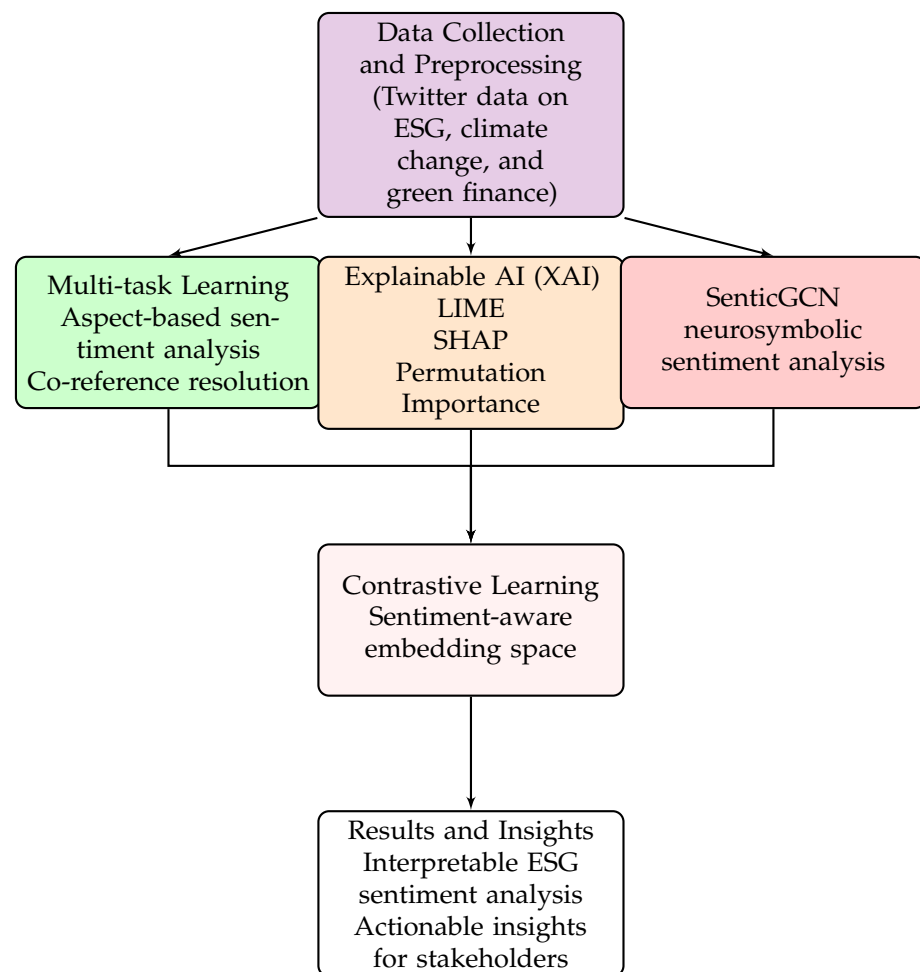 Data Collection
and Preprocessing
(Twitter data on
ESG, climate
change, and
green finance)
Multi-task Learning
Aspect-based sen-
timent analysis
Co-reference resolution
Explainable AI (XAI)
LIME
SHAP
Permutation
Importance
SenticGCN
neurosymbolic
sentiment analysis
Contrastive Learning
Sentiment-aware
embedding space
Results and Insights
Interpretable ESG
sentiment analysis
Actionable insights
for stakeholders